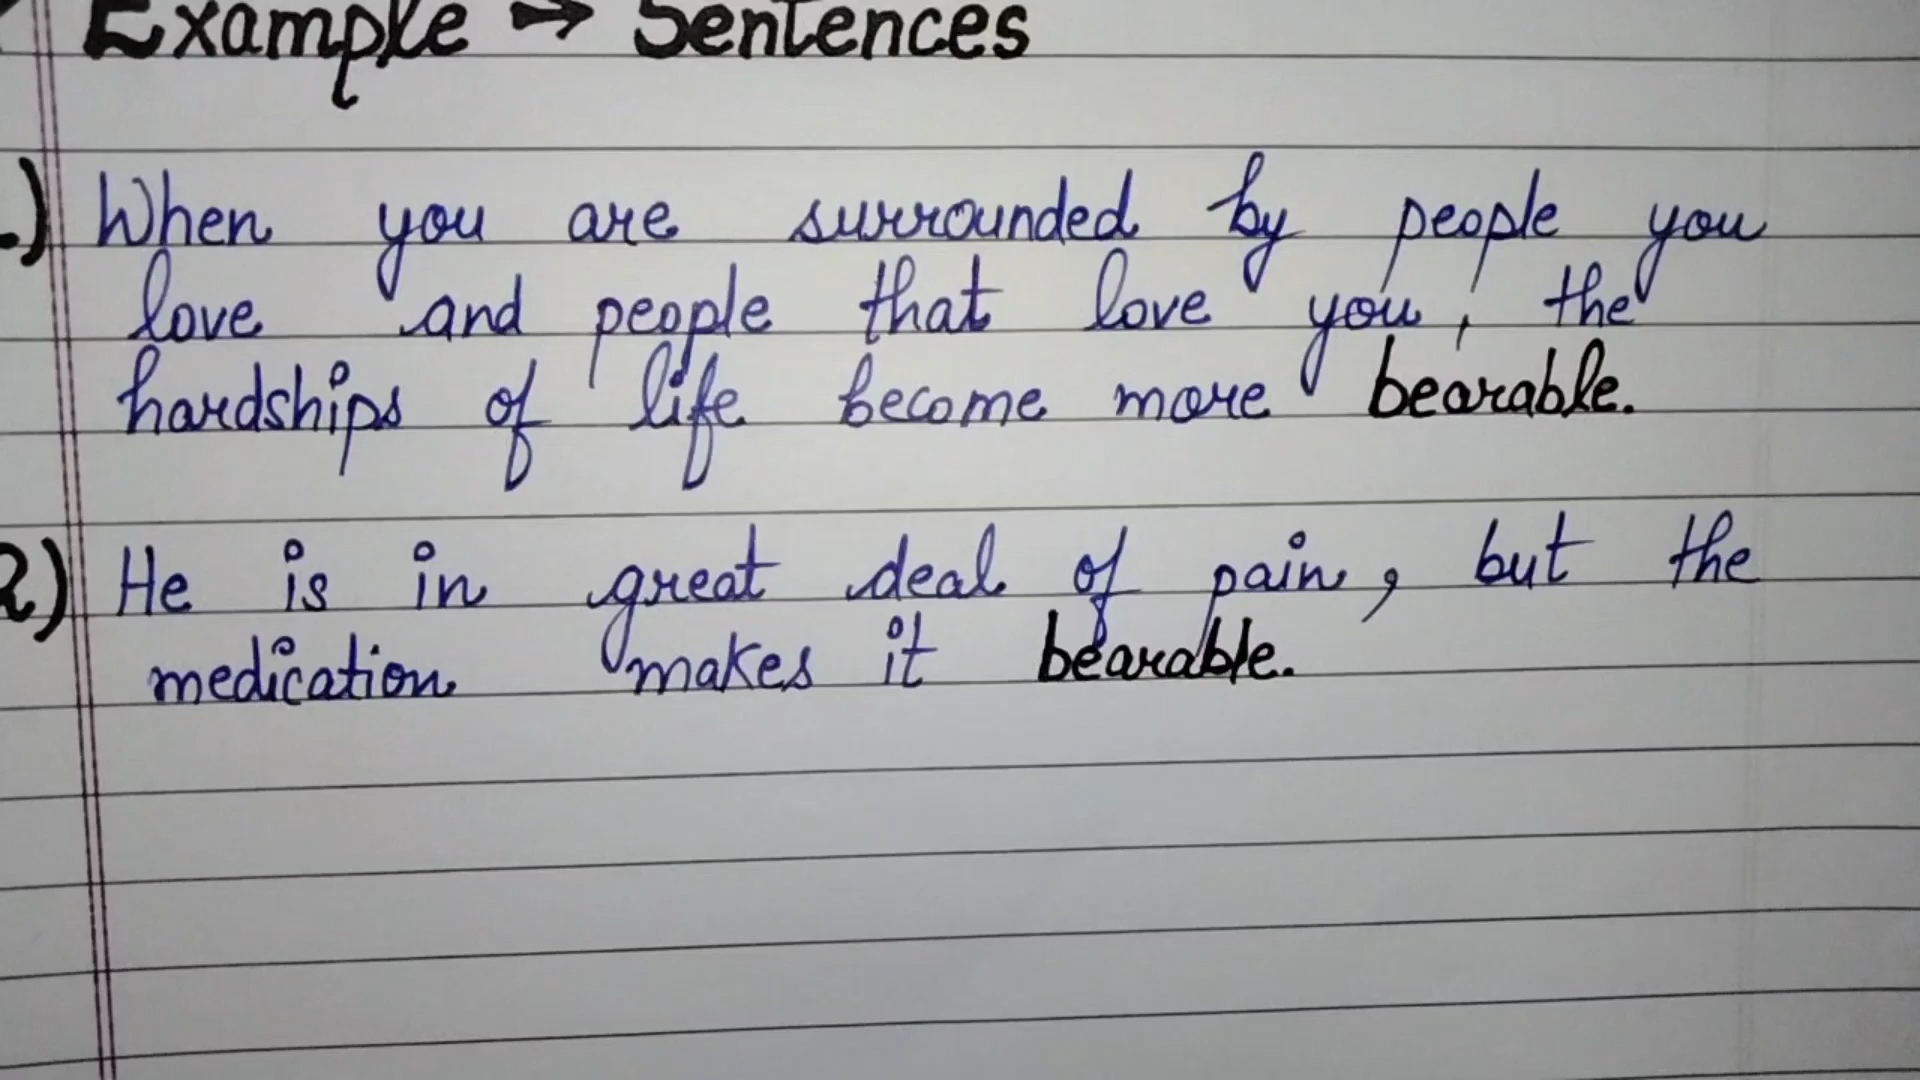 Example → Sentences
.) When you are surrounded by people you
love and people that love you, the
hardships of life become more bearable.
2) He is in great deal of pain, but the
medication makes it bearable.